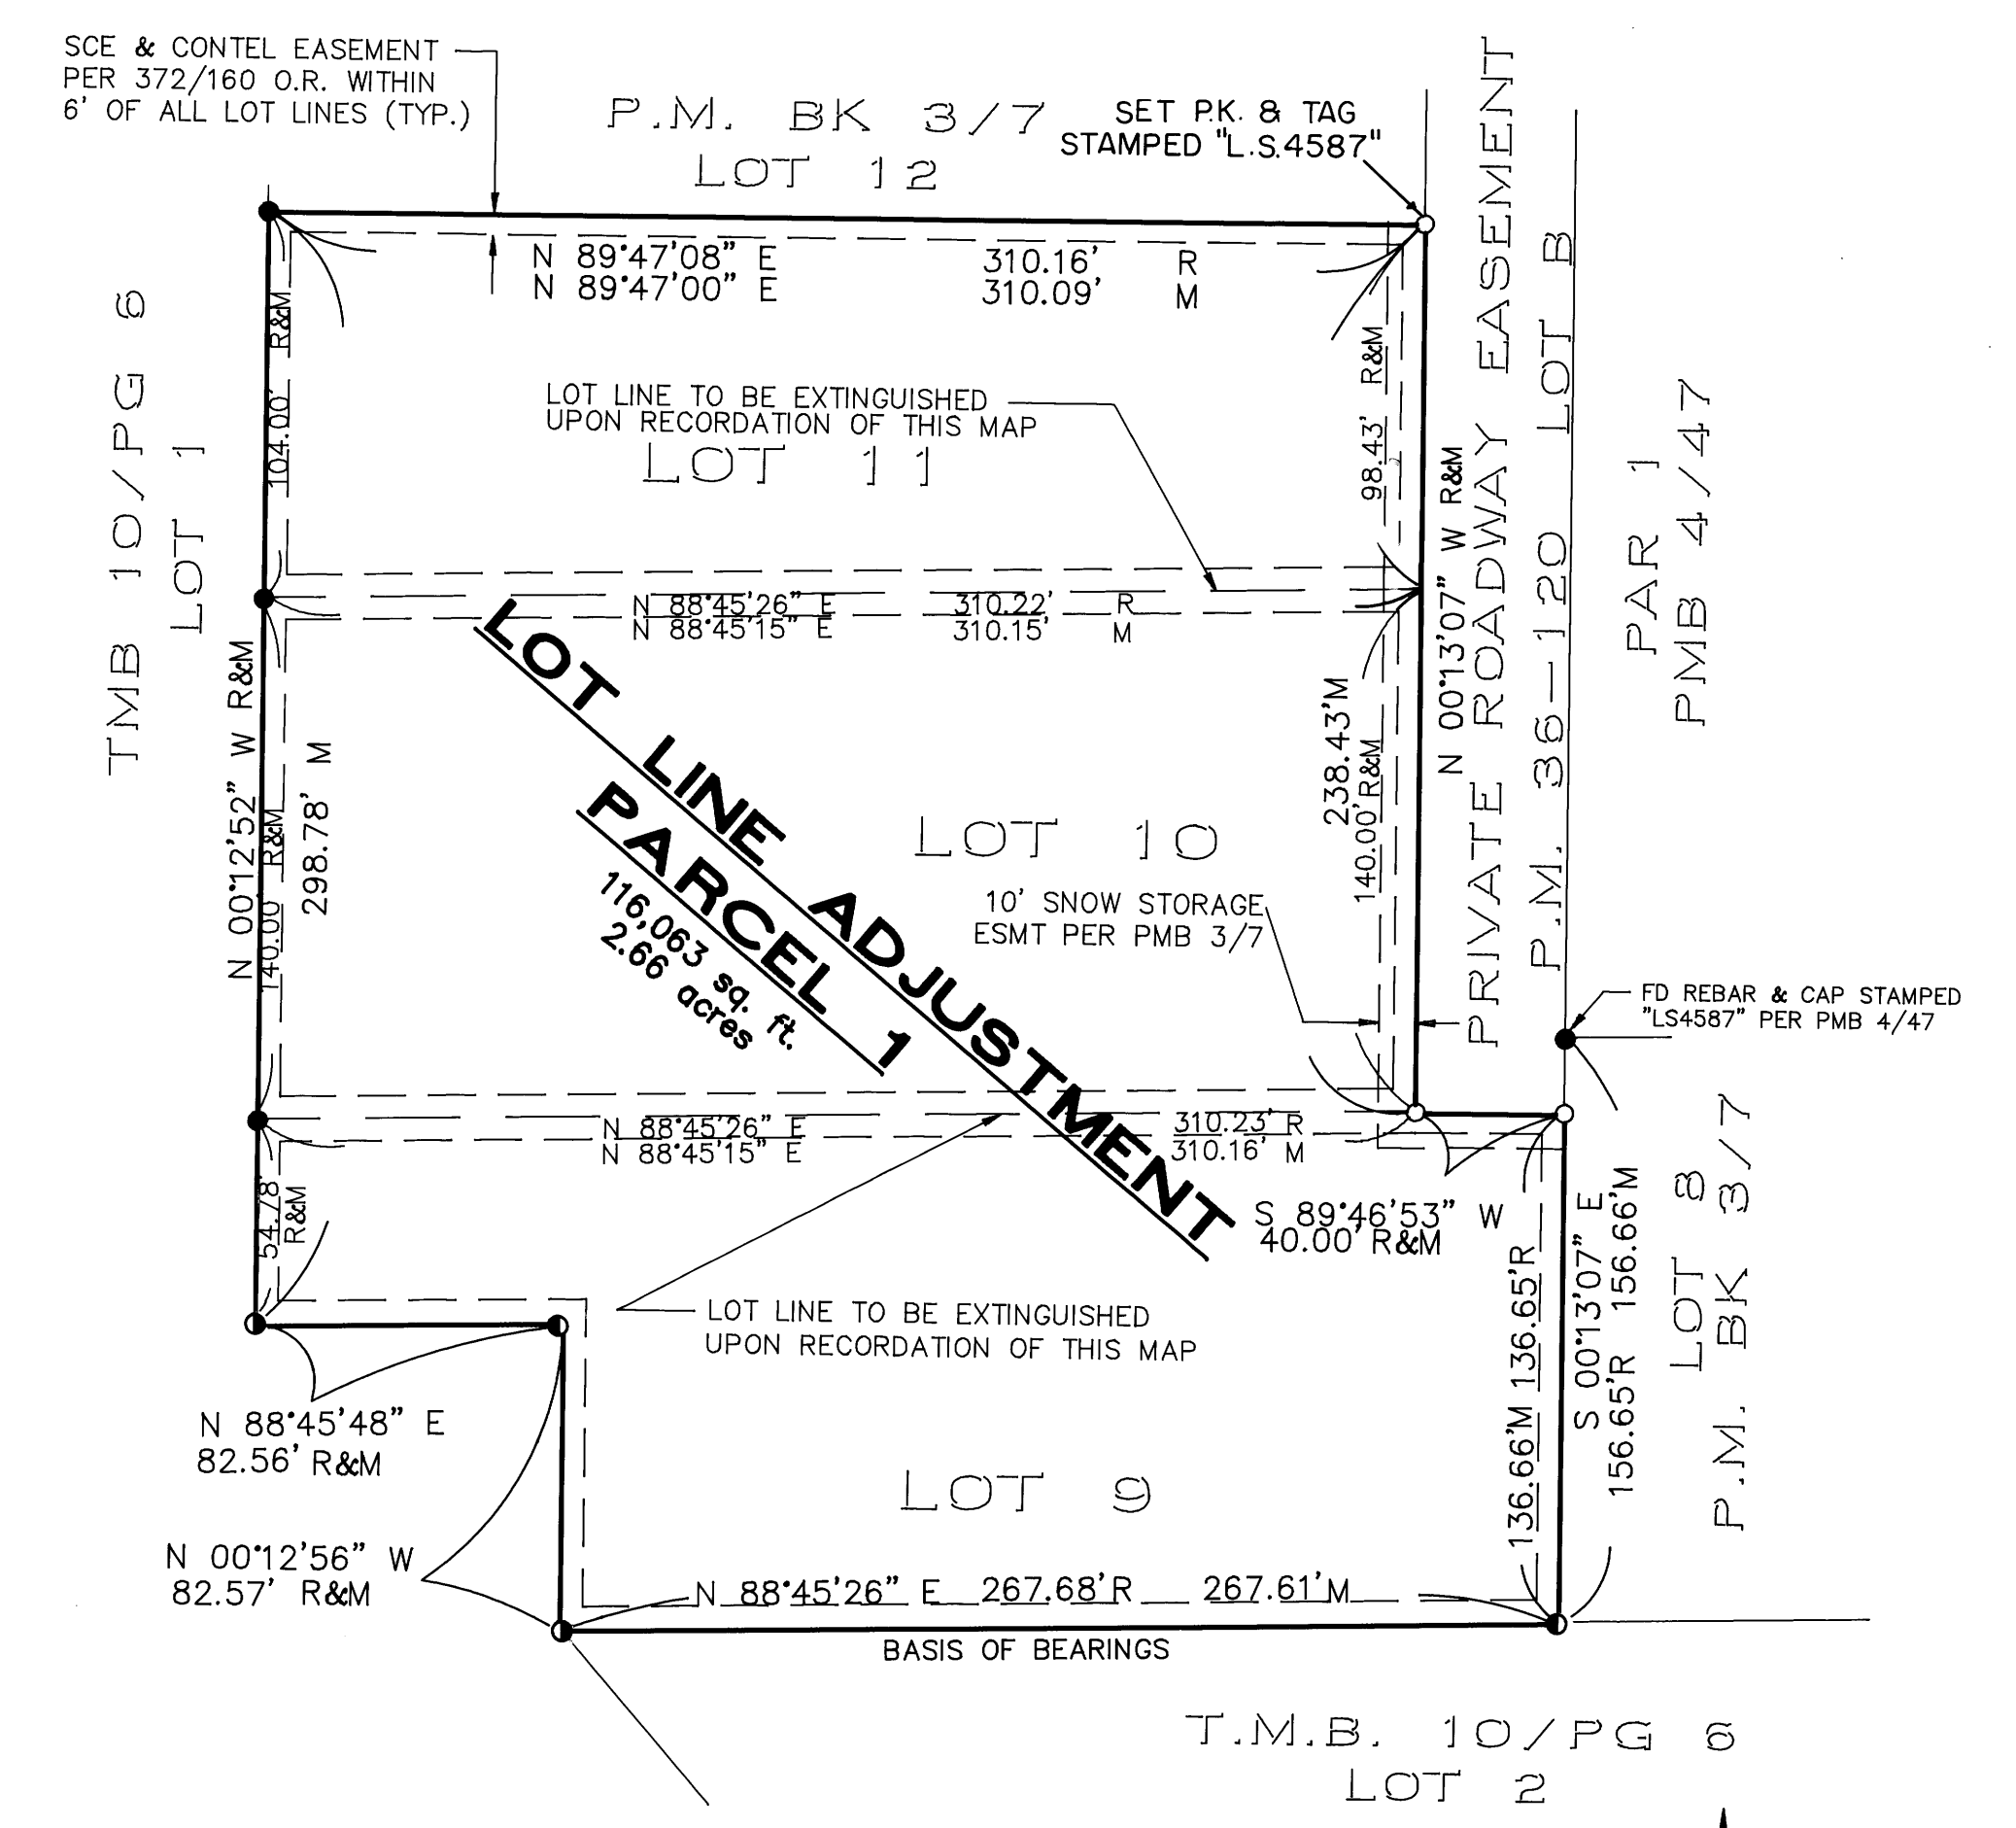 SCE & CONTEL EASEMENT
PER 372/160 O.R. WITHIN
6' OF ALL LOT LINES (TYP.)
P.M. BK 3/7
LOT 12
SET P.K. & TAG
STAMPED "L.S.4587"
N 89°47'08" E 310.16' R
N 89°47'00" E 310.09' M
TMB 10/PG 6
LOT 1
104.00' R&M
LOT LINE TO BE EXTINGUISHED
UPON RECORDATION OF THIS MAP
LOT 11
98.43' R&M
N 00°13'07" W R&M
PRIVATE ROADWAY EASEMENT
P.M. 36-120 LOT B
PAR 1
PMB 4/47
N 88°45'26" E 310.22' R
N 88°45'15" E 310.15' M
N 00°12'52" W R&M
140.00 R&M
298.78' M
LOT LINE ADJUSTMENT
PARCEL 1
116,063 sq. ft.
2.66 acres
LOT 10
238.43'M
140.00'R&M
10' SNOW STORAGE
ESMT PER PMB 3/7
FD REBAR & CAP STAMPED
"LS4587" PER PMB 4/47
N 88°45'26" E 310.23' R
N 88°45'15" E 310.16' M
54.78'
R&M
S 89°46'53" W
40.00' R&M
LOT LINE TO BE EXTINGUISHED
UPON RECORDATION OF THIS MAP
136.66'M 136.65'R
S 00°13'07" E
156.65'R 156.66'M
LOT 8
P.M. BK 3/7
N 88°45'48" E
82.56' R&M
LOT 9
N 00°12'56" W
82.57' R&M
N 88°45'26" E 267.68'R 267.61'M
BASIS OF BEARINGS
T.M.B. 10/PG 6
LOT 2